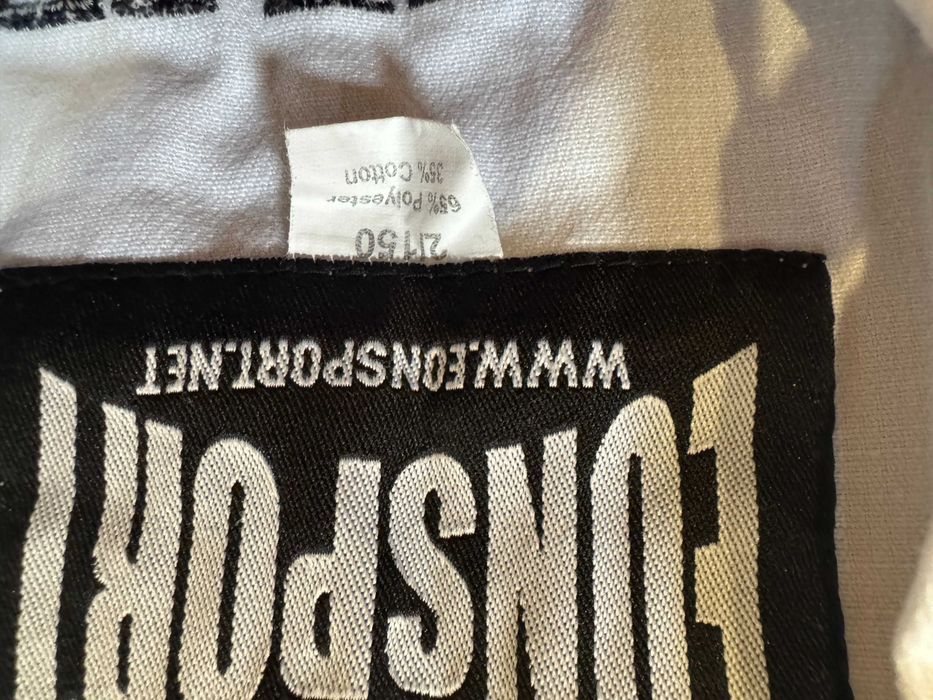 EONSPORT
WWW.EONSPORT.NET
2/150
65% Polyester
35% Cotton